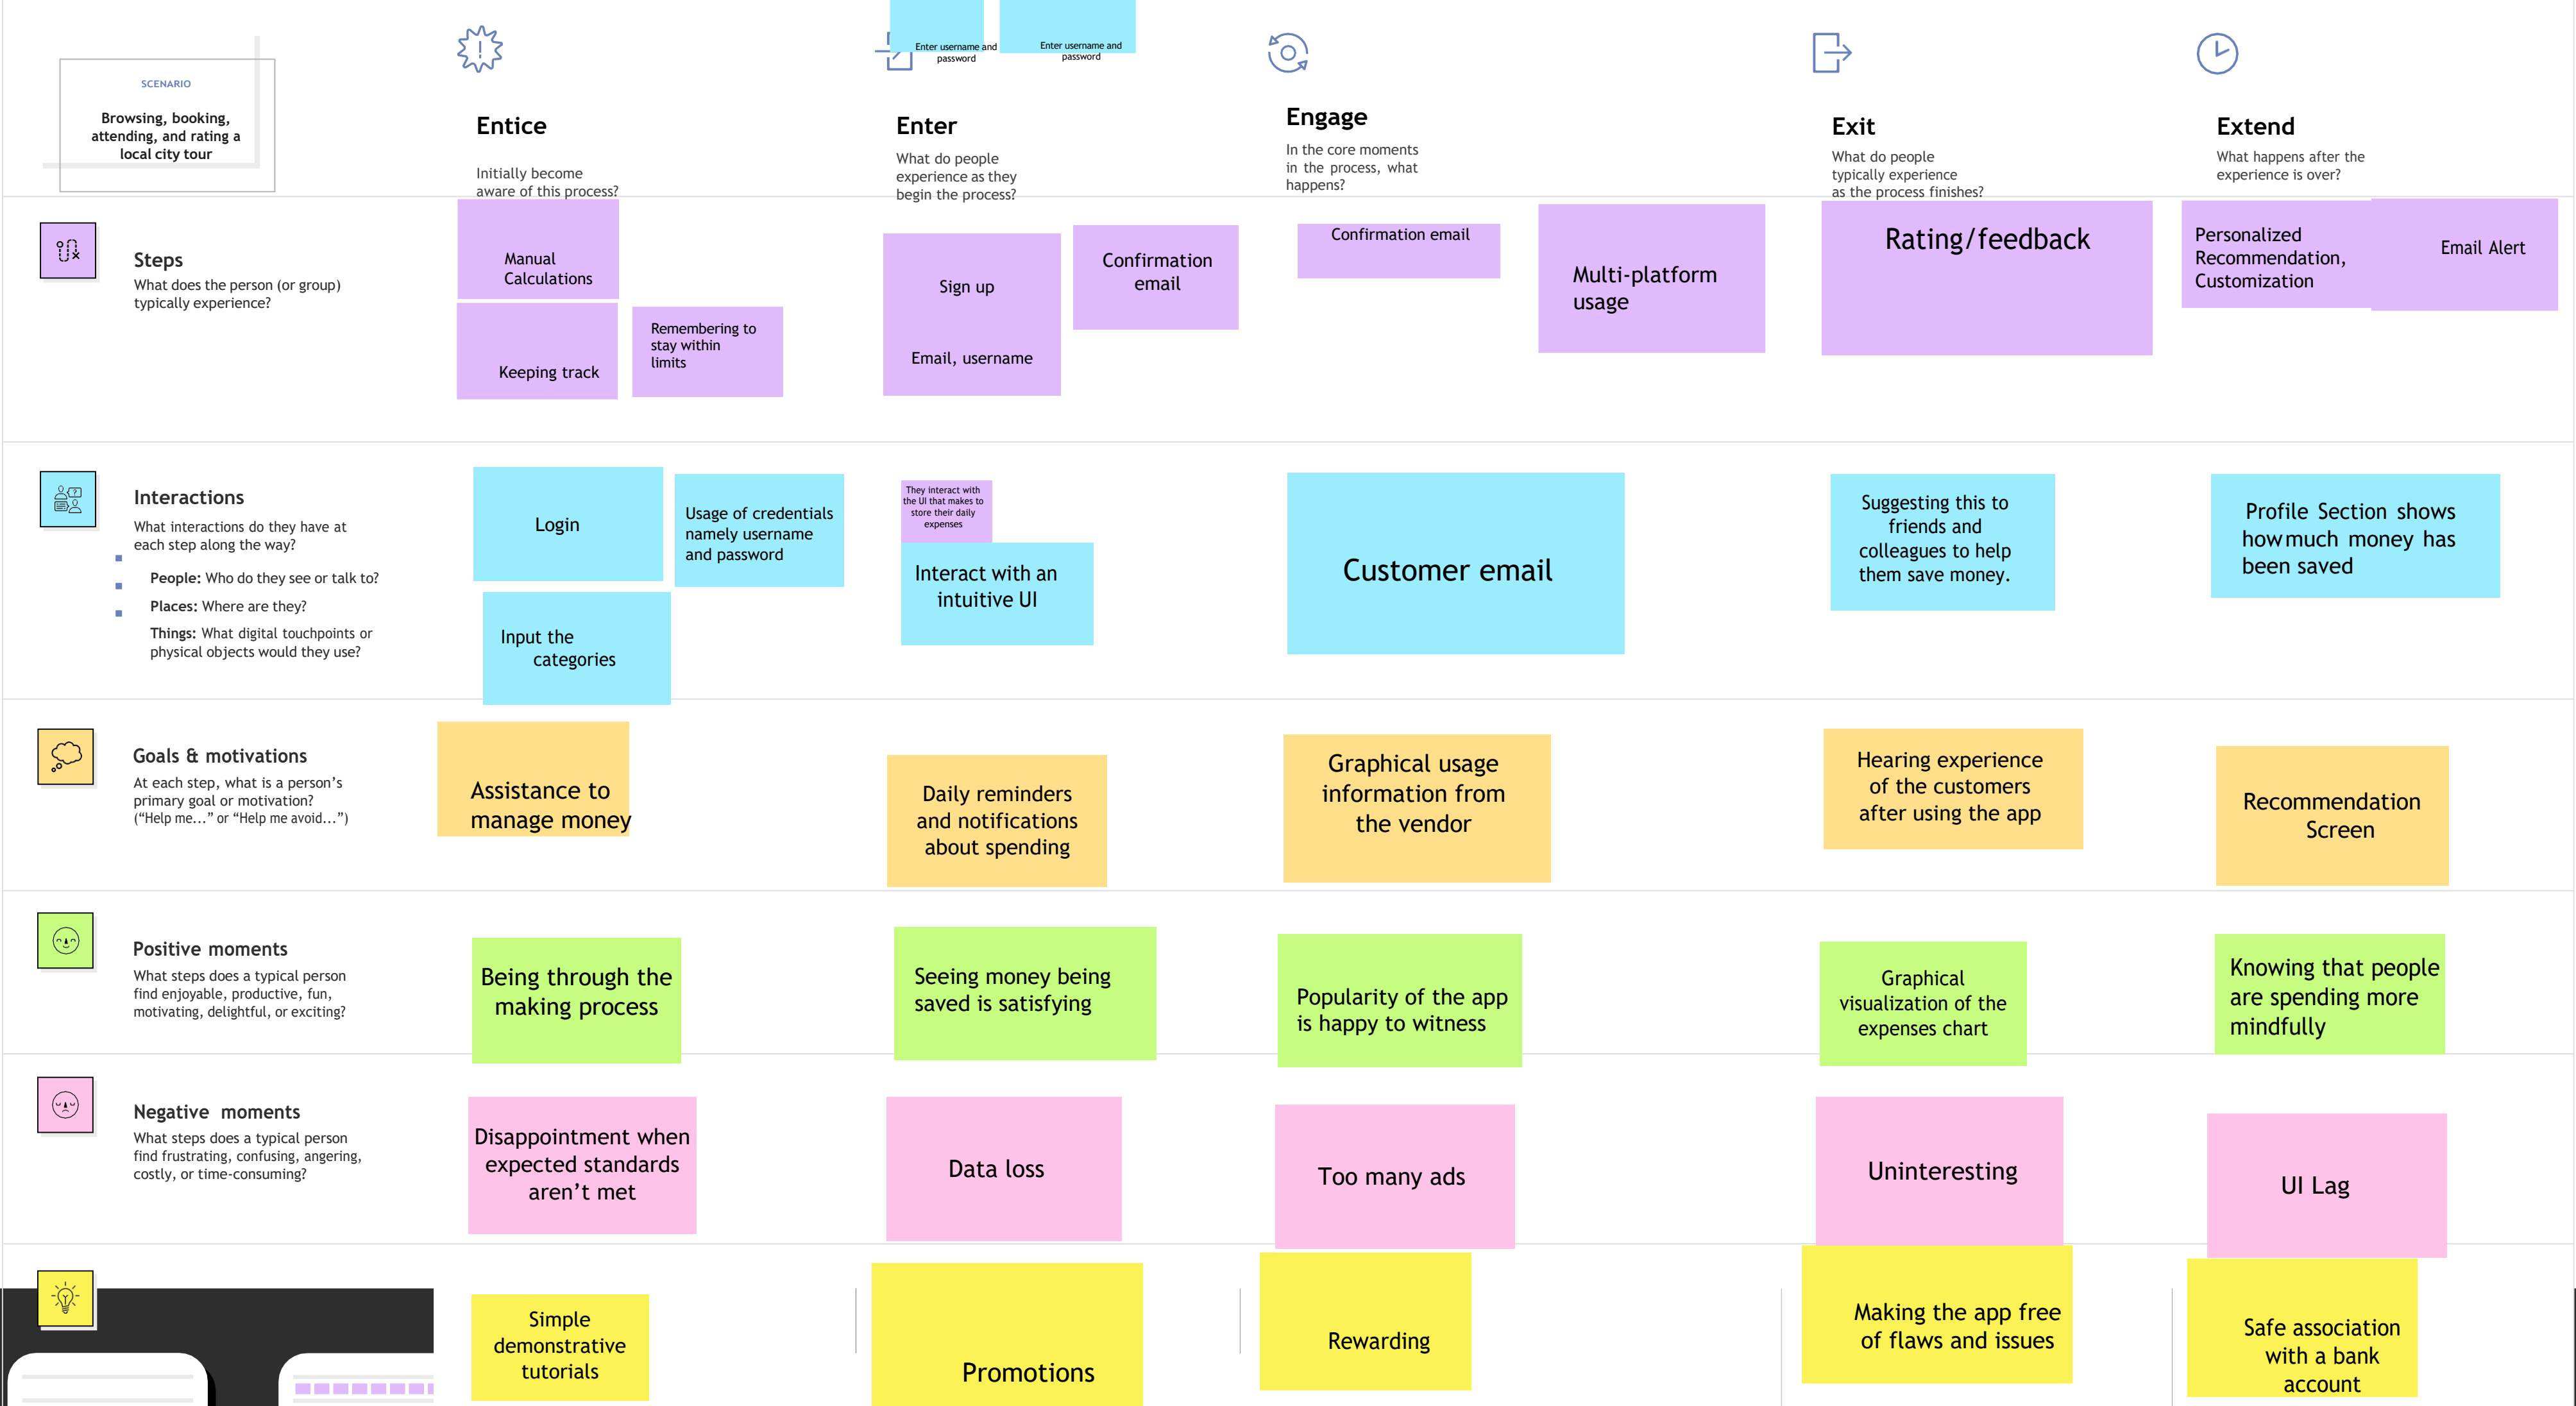 Enter username and
password
Enter username and
password
SCENARIO
Browsing, booking,
attending, and rating a
local city tour
Entice
Initially become
aware of this process?
Enter
What do people
experience as they
begin the process?
Engage
In the core moments
in the process, what
happens?
Exit
What do people
typically experience
as the process finishes?
Extend
What happens after the
experience is over?
Steps
What does the person (or group)
typically experience?
Manual
Calculations
Keeping track
Remembering to
stay within
limits
Sign up
Email, username
Confirmation
email
Confirmation email
Multi-platform
usage
Rating/feedback
Personalized
Recommendation,
Customization
Email Alert
Interactions
What interactions do they have at
each step along the way?
People: Who do they see or talk to?
Places: Where are they?
Things: What digital touchpoints or
physical objects would they use?
Login
Usage of credentials
namely username
and password
Input the
categories
They interact with
the UI that makes to
store their daily
expenses
Interact with an
intuitive UI
Customer email
Suggesting this to
friends and
colleagues to help
them save money.
Profile Section shows
howmuch money has
been saved
Goals & motivations
At each step, what is a person’s
primary goal or motivation?
(“Help me...” or “Help me avoid...”)
Assistance to
manage money
Daily reminders
and notifications
about spending
Graphical usage
information from
the vendor
Hearing experience
of the customers
after using the app
Recommendation
Screen
Positive moments
What steps does a typical person
find enjoyable, productive, fun,
motivating, delightful, or exciting?
Being through the
making process
Seeing money being
saved is satisfying
Popularity of the app
is happy to witness
Graphical
visualization of the
expenses chart
Knowing that people
are spending more
mindfully
Negative moments
What steps does a typical person
find frustrating, confusing, angering,
costly, or time-consuming?
Disappointment when
expected standards
aren’t met
Data loss
Too many ads
Uninteresting
UI Lag
Simple
demonstrative
tutorials
Promotions
Rewarding
Making the app free
of flaws and issues
Safe association
with a bank
account